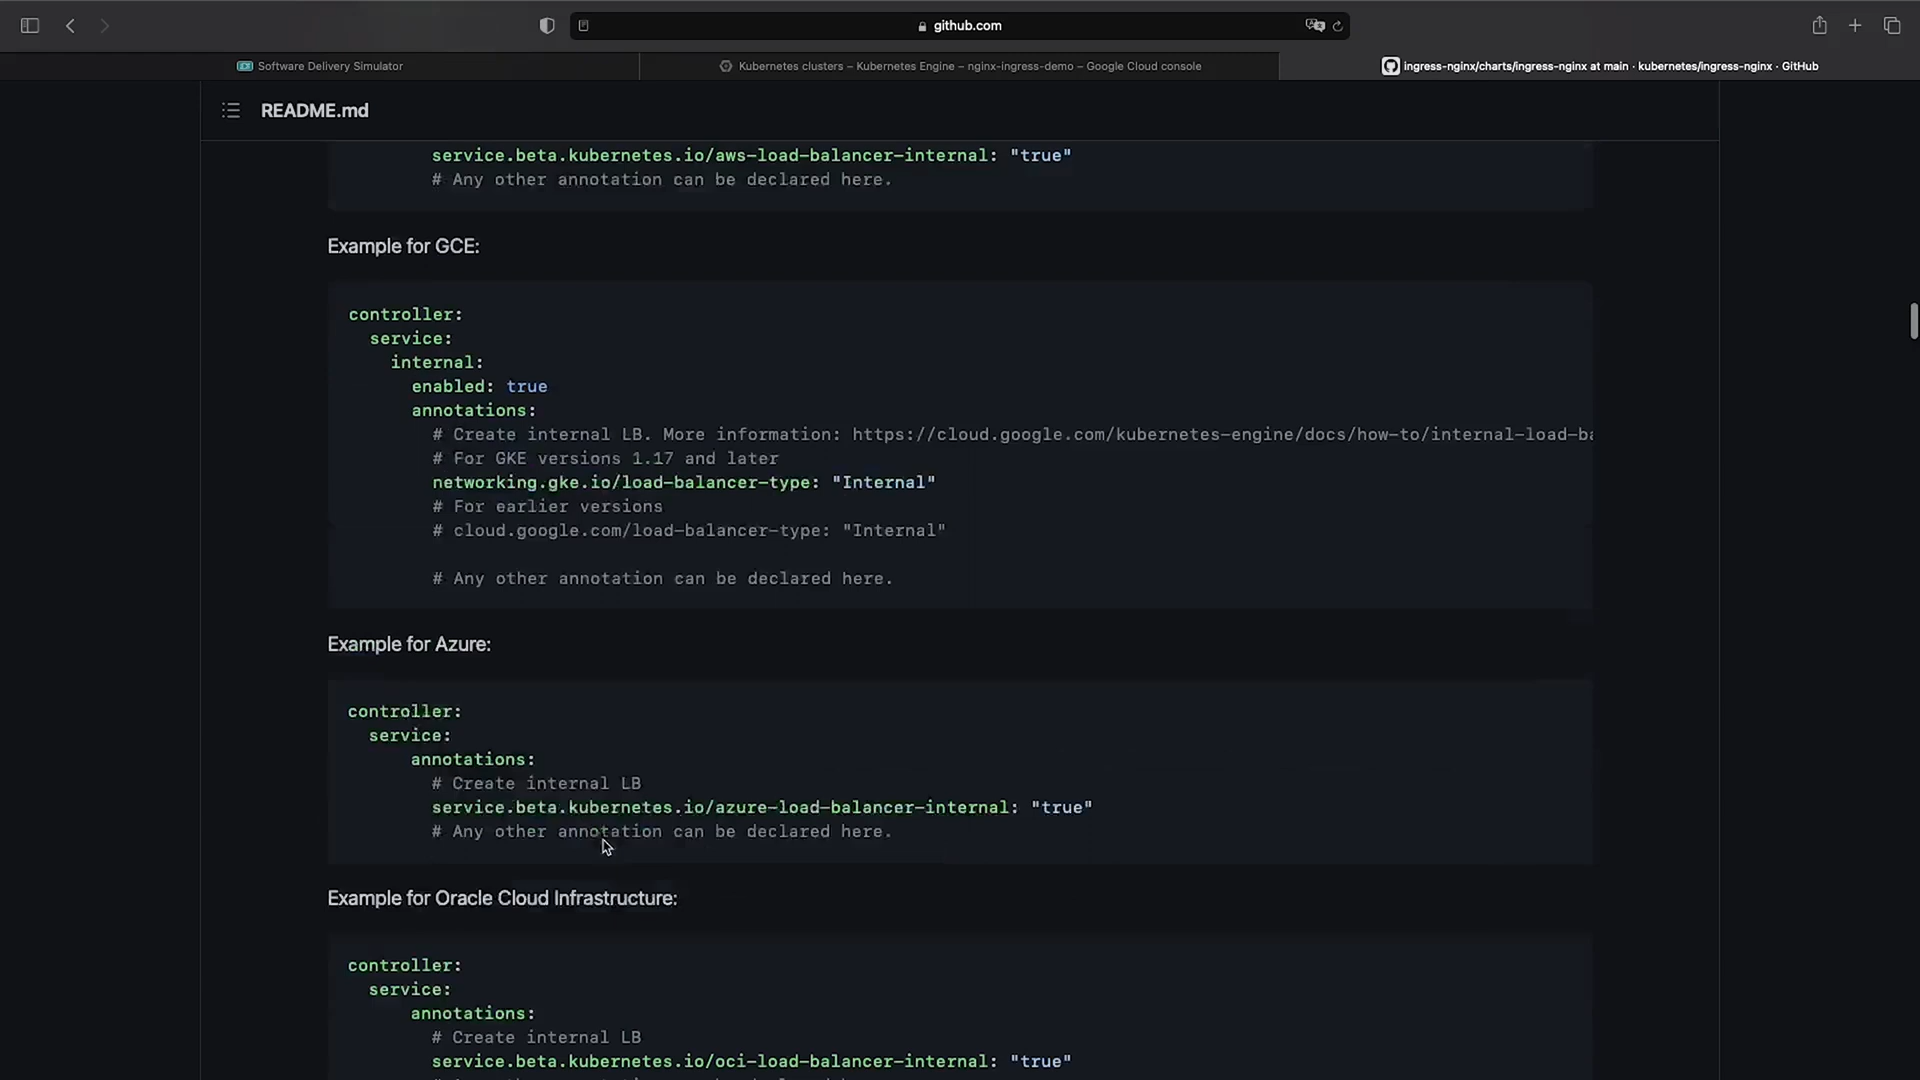 github.com
Software Delivery Simulator
Kubernetes clusters – Kubernetes Engine – nginx-ingress-demo – Google Cloud console
ingress-nginx/charts/ingress-nginx at main · kubernetes/ingress-nginx · GitHub
README.md
service.beta.kubernetes.io/aws-load-balancer-internal: "true"
# Any other annotation can be declared here.
Example for GCE:
controller:
service:
internal:
enabled: true
annotations:
# Create internal LB. More information: https://cloud.google.com/kubernetes-engine/docs/how-to/internal-load-ba
# For GKE versions 1.17 and later
networking.gke.io/load-balancer-type: "Internal"
# For earlier versions
# cloud.google.com/load-balancer-type: "Internal"
# Any other annotation can be declared here.
Example for Azure:
controller:
service:
annotations:
# Create internal LB
service.beta.kubernetes.io/azure-load-balancer-internal: "true"
# Any other annotation can be declared here.
Example for Oracle Cloud Infrastructure:
controller:
service:
annotations:
# Create internal LB
service.beta.kubernetes.io/oci-load-balancer-internal: "true"